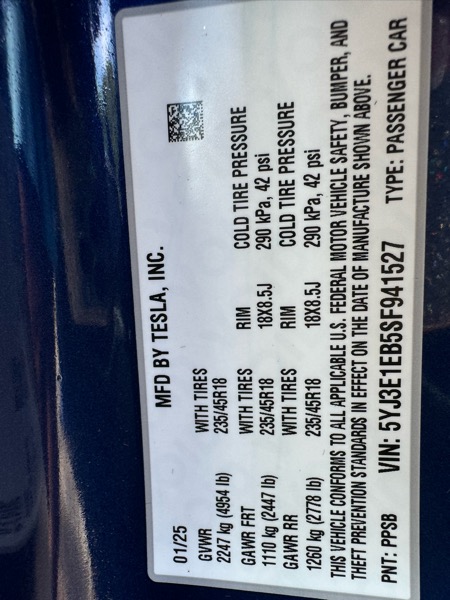 MFD BY TESLA, INC.
01/25
GVWR WITH TIRES
2247 kg (4954 lb) 235/45R18
GAWR FRT WITH TIRES RIM COLD TIRE PRESSURE
1110 kg (2447 lb) 235/45R18 18X8.5J 290 kPa, 42 psi
GAWR RR WITH TIRES RIM COLD TIRE PRESSURE
1260 kg (2778 lb) 235/45R18 18X8.5J 290 kPa, 42 psi
THIS VEHICLE CONFORMS TO ALL APPLICABLE U.S. FEDERAL MOTOR VEHICLE SAFETY, BUMPER, AND
THEFT PREVENTION STANDARDS IN EFFECT ON THE DATE OF MANUFACTURE SHOWN ABOVE.
PNT: PPSB VIN: 5YJ3E1EB5SF941527 TYPE: PASSENGER CAR